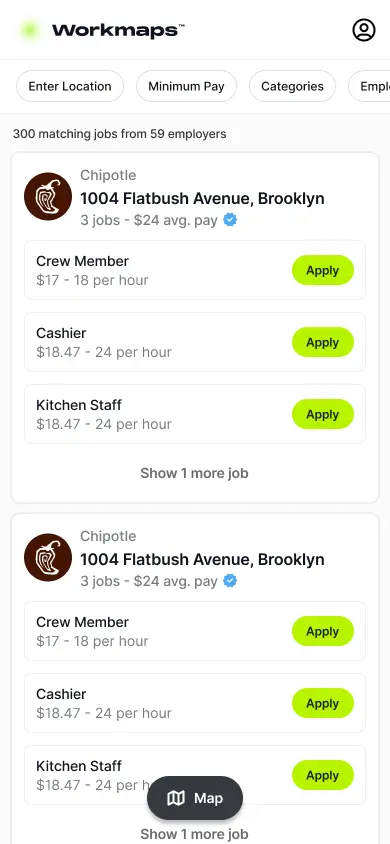 Workmaps™
Enter Location
Minimum Pay
Categories
Empl
300 matching jobs from 59 employers
Chipotle
1004 Flatbush Avenue, Brooklyn
3 jobs - $24 avg. pay
Crew Member
$17 - 18 per hour
Apply
Cashier
$18.47 - 24 per hour
Apply
Kitchen Staff
$18.47 - 24 per hour
Apply
Show 1 more job
Chipotle
1004 Flatbush Avenue, Brooklyn
3 jobs - $24 avg. pay
Crew Member
$17 - 18 per hour
Apply
Cashier
$18.47 - 24 per hour
Apply
Kitchen Staff
$18.47 - 24 per h
Apply
Map
Show 1 more job